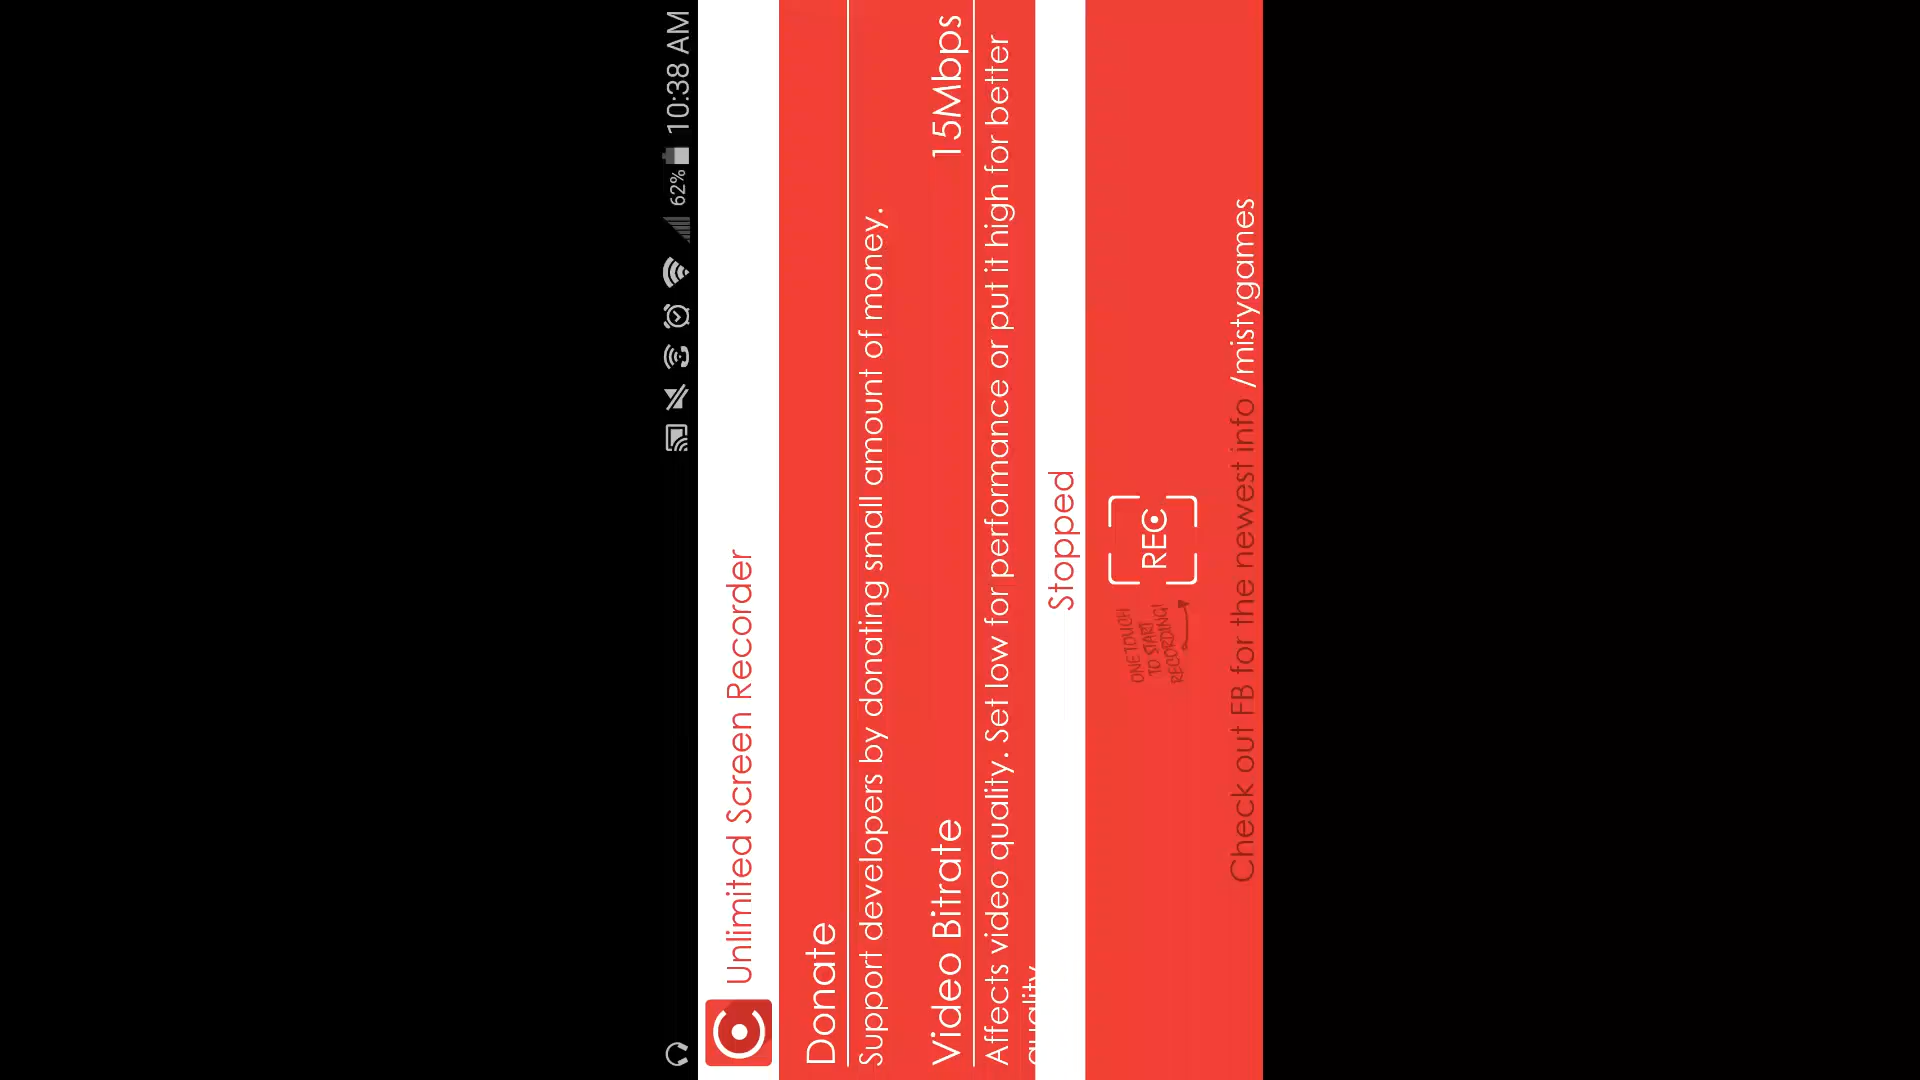 62% 10:38 AM
Unlimited Screen Recorder
Donate
Support developers by donating small amount of money.
Video Bitrate 15Mbps
Affects video quality. Set low for performance or put it high for better
quality.
Stopped
ONE TOUCH
TO START
RECORDING!
REC
Check out FB for the newest info /mistygames